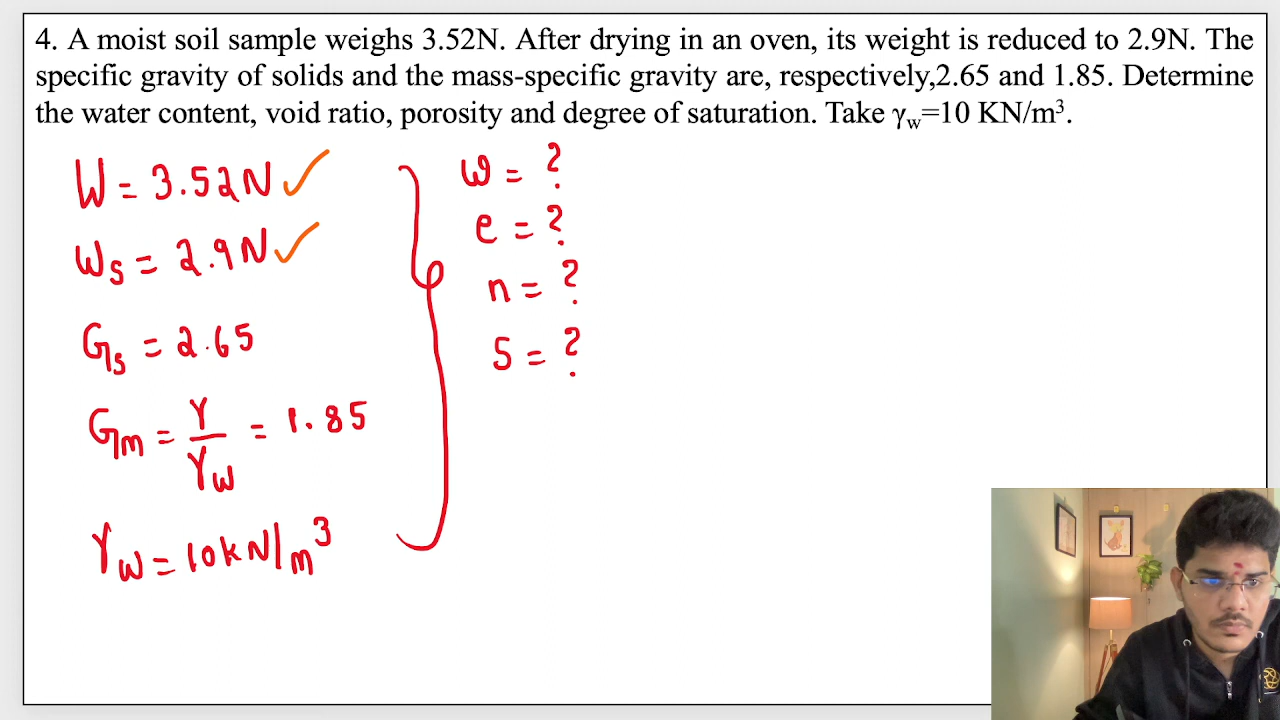 4. A moist soil sample weighs 3.52N. After drying in an oven, its weight is reduced to 2.9N. The
specific gravity of solids and the mass-specific gravity are, respectively,2.65 and 1.85. Determine
the water content, void ratio, porosity and degree of saturation. Take γw=10 KN/m³.
W = 3.52N ✓
Ws = 2.9N ✓
Gs = 2.65
Gm = γ/γw = 1.85
γw = 10kN/m³
ω = ?
e = ?
n = ?
S = ?